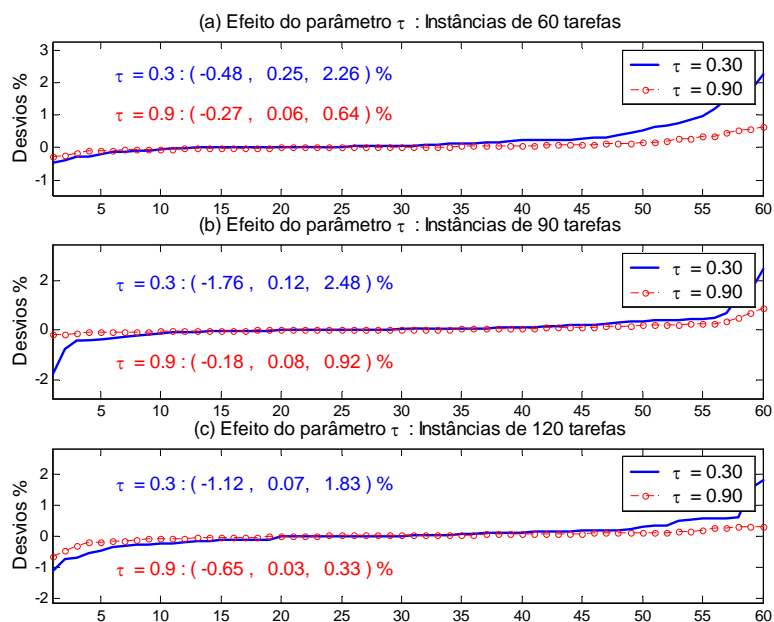 (a) Efeito do parâmetro τ : Instâncias de 60 tarefas
Desvios %
3
2
1
0
-1
τ = 0.3 : ( -0.48 , 0.25, 2.26 ) %
τ = 0.9 : ( -0.27 , 0.06, 0.64 ) %
τ = 0.30
τ = 0.90
5 10 15 20 25 30 35 40 45 50 55 60
(b) Efeito do parâmetro τ : Instâncias de 90 tarefas
Desvios %
2
0
-2
τ = 0.3 : ( -1.76 , 0.12, 2.48 ) %
τ = 0.9 : ( -0.18 , 0.08, 0.92 ) %
τ = 0.30
τ = 0.90
5 10 15 20 25 30 35 40 45 50 55 60
(c) Efeito do parâmetro τ : Instâncias de 120 tarefas
Desvios %
2
1
0
-1
-2
τ = 0.3 : ( -1.12 , 0.07, 1.83 ) %
τ = 0.9 : ( -0.65 , 0.03, 0.33 ) %
τ = 0.30
τ = 0.90
5 10 15 20 25 30 35 40 45 50 55 60